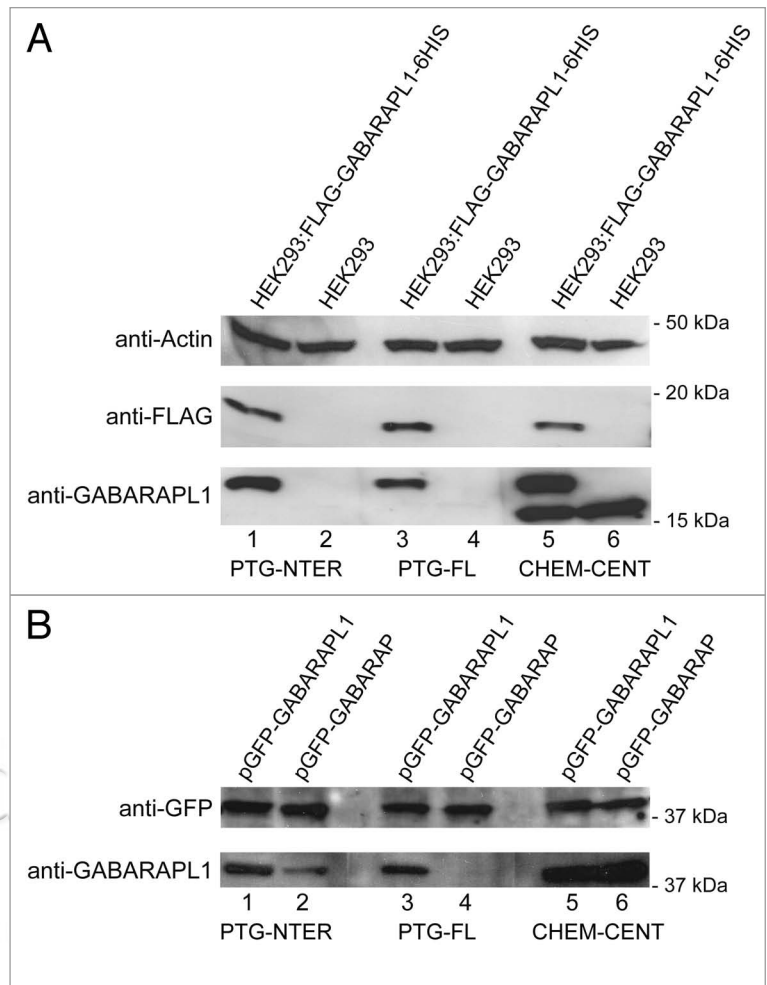 A
HEK293:FLAG-GABARAPL1-6HIS
HEK293
HEK293:FLAG-GABARAPL1-6HIS
HEK293
HEK293:FLAG-GABARAPL1-6HIS
HEK293
anti-Actin
- 50 kDa
anti-FLAG
- 20 kDa
anti-GABARAPL1
- 15 kDa
1 2 3 4 5 6
PTG-NTER PTG-FL CHEM-CENT
B
pGFP-GABARAPL1
pGFP-GABARAP
pGFP-GABARAPL1
pGFP-GABARAP
pGFP-GABARAPL1
pGFP-GABARAP
anti-GFP
- 37 kDa
anti-GABARAPL1
- 37 kDa
1 2 3 4 5 6
PTG-NTER PTG-FL CHEM-CENT